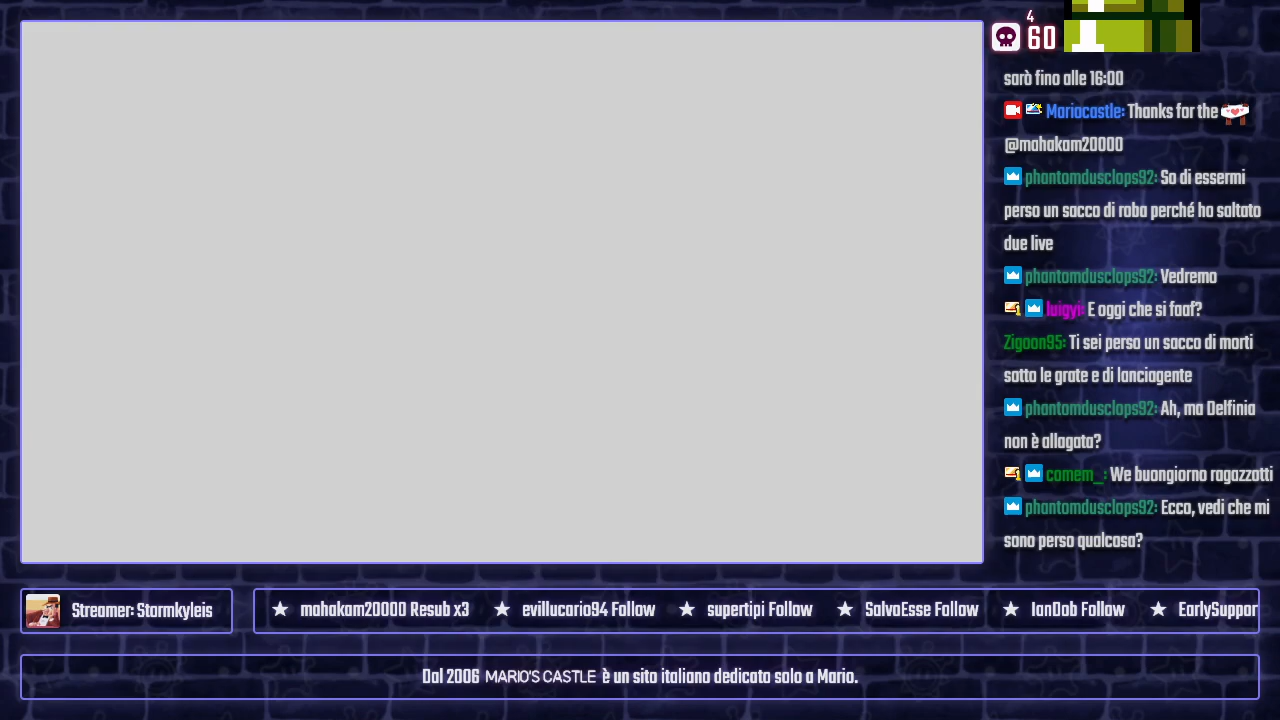 4
60
sarò fino alle 16:00
Mariocastle: Thanks for the
@mahakam20000
phantomdusclops92: So di essermi
perso un sacco di roba perché ho saltato
due live
phantomdusclops92: Vedremo
luigyi: E oggi che si faaf?
Zigoon95: Ti sei perso un sacco di morti
sotto le grate e di lanciagente
phantomdusclops92: Ah, ma Delfinia
non è allagata?
comem_: We buongiorno ragazzotti
phantomdusclops92: Ecco, vedi che mi
sono perso qualcosa?
Streamer: Stormkyleis
★ mahakam20000 Resub x3 ★ evillucario94 Follow ★ supertipi Follow ★ SalvoEsse Follow ★ IanDob Follow ★ EarlySuppor
Dal 2006 MARIO'S CASTLE è un sito italiano dedicato solo a Mario.